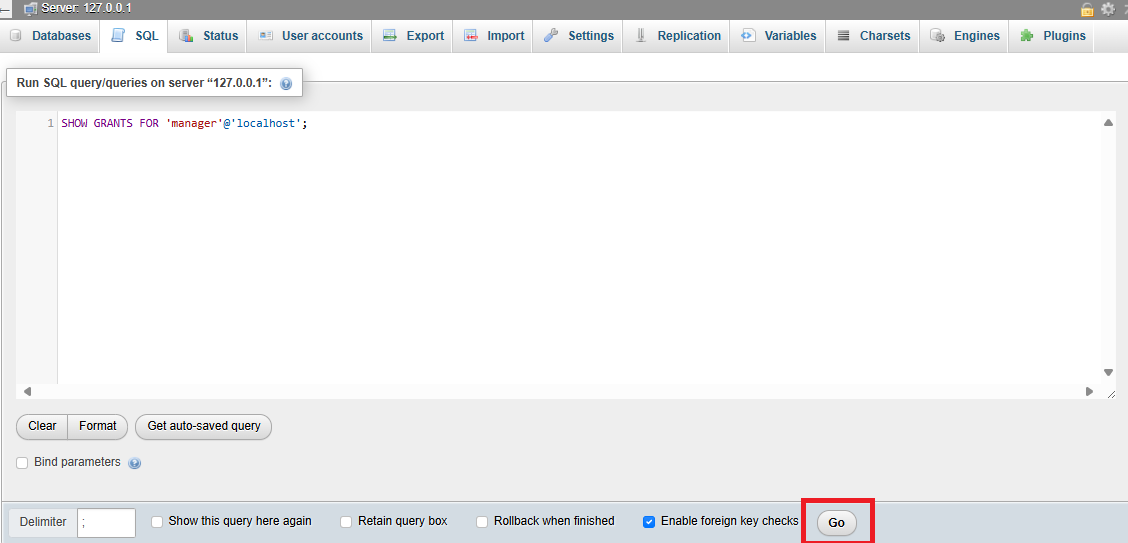 Server: 127.0.0.1
Databases SQL Status User accounts Export Import Settings Replication Variables Charsets Engines Plugins
Run SQL query/queries on server “127.0.0.1”:
1 SHOW GRANTS FOR 'manager'@'localhost';
Clear Format Get auto-saved query
Bind parameters
Delimiter ; Show this query here again Retain query box Rollback when finished Enable foreign key checks Go